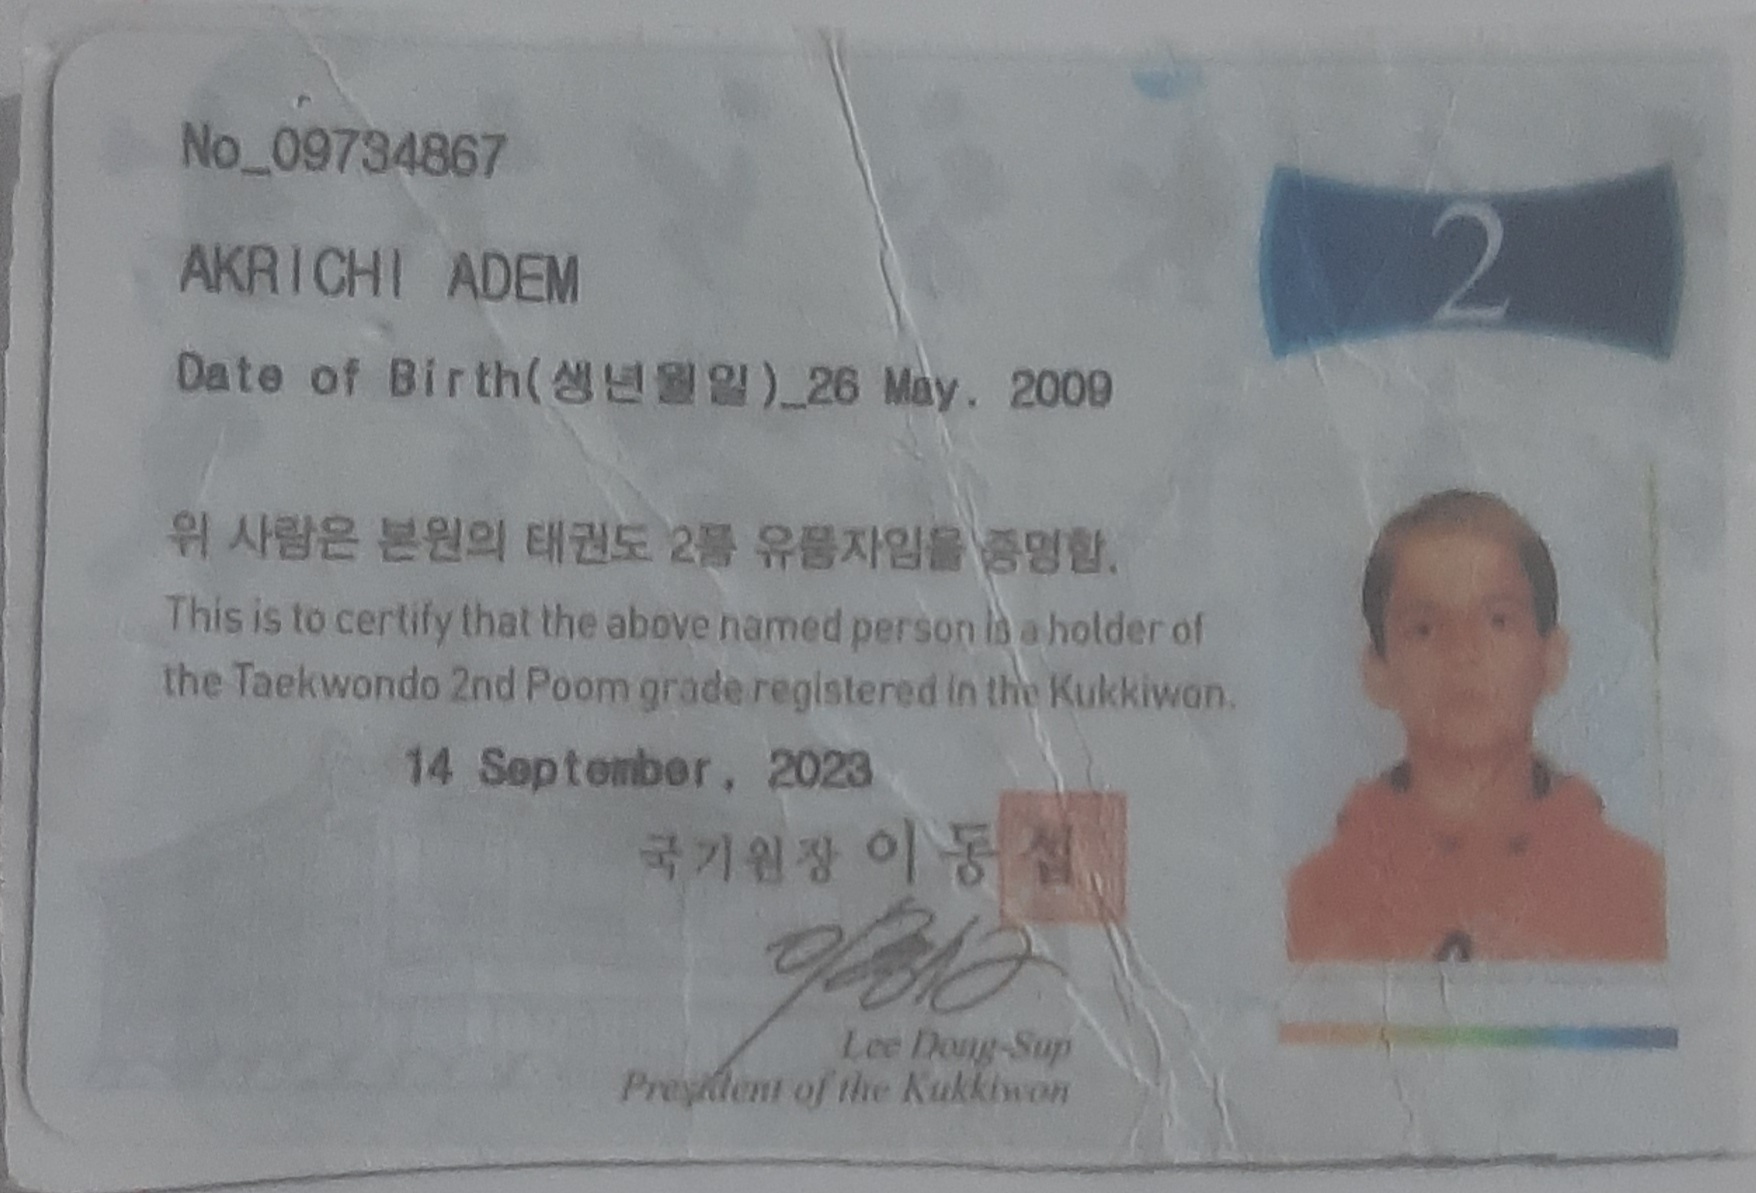 No_09734867
2
AKRICHI ADEM
Date of Birth(생년월일)_26 May. 2009
위 사람은 본원의 태권도 2품 유품자임을 증명함.
This is to certify that the above named person is a holder of
the Taekwondo 2nd Poom grade registered in the Kukkiwon.
14 September, 2023
국기원장 이동섭
Lee Dong-Sup
President of the Kukkiwon